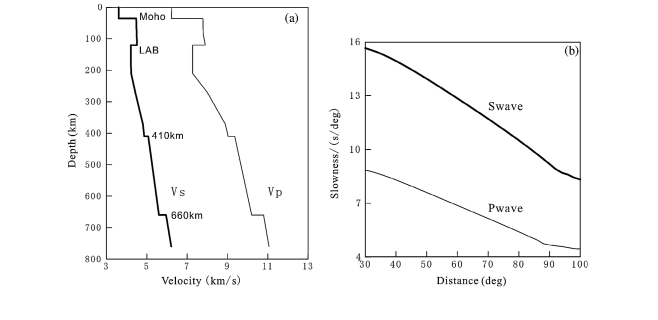 (a)
0
100
200
300
400
500
600
700
800
Depth (km)
Moho
LAB
410km
660km
Vs
Vp
3 5 7 9 11 13
Velocity (km/s)
(b)
16
13
10
7
4
Slowness/ (s/deg)
Swave
Pwave
30 40 50 60 70 80 90 100
Distance (deg)